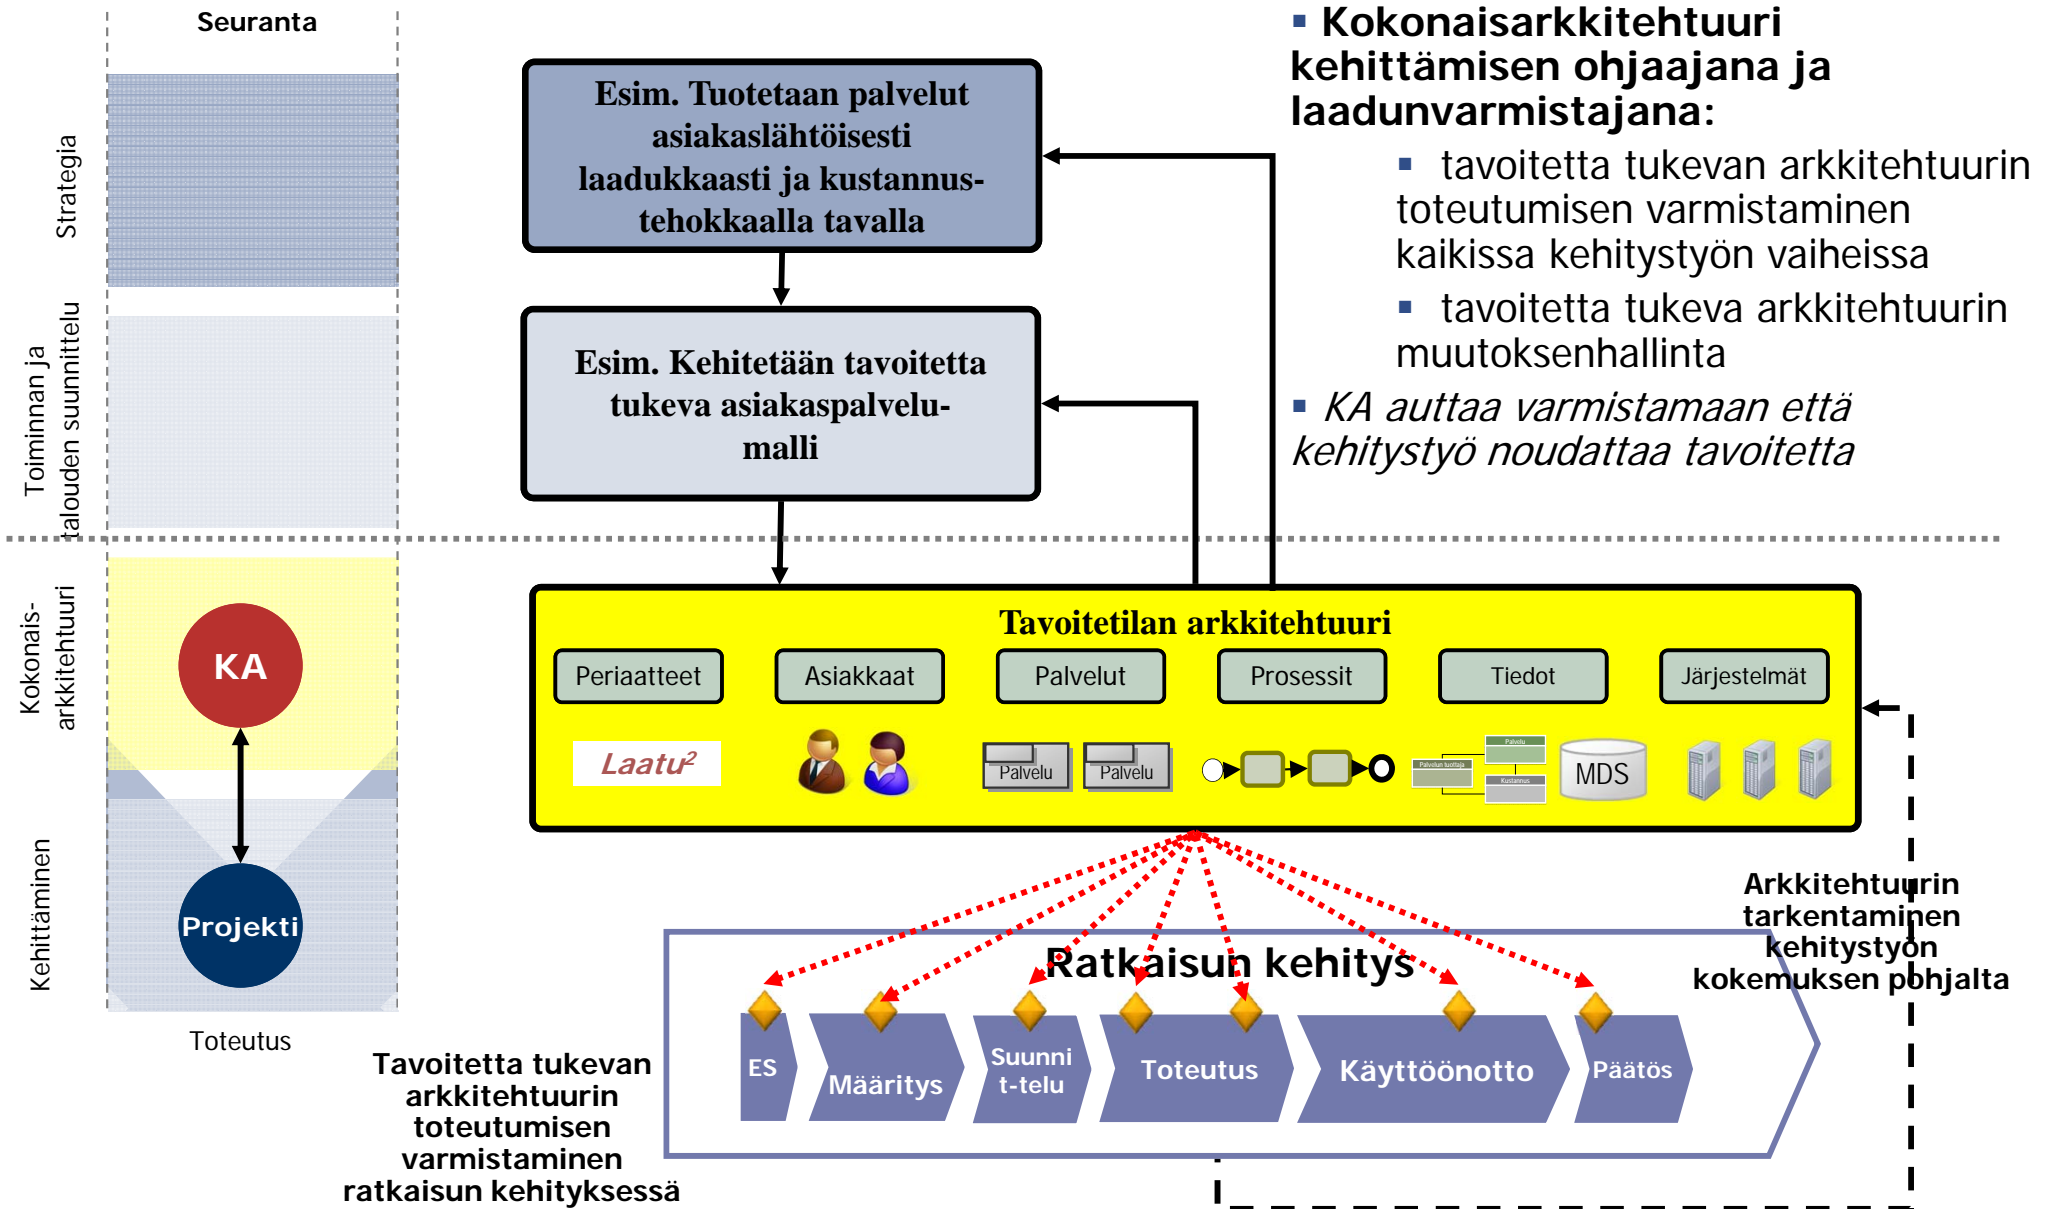 Seuranta
Strategia
Toiminnan ja
talouden suunnittelu
Kokonais-
arkkitehtuuri
Kehittäminen
KA
Projekti
Toteutus
Esim. Tuotetaan palvelut
asiakaslähtöisesti
laadukkaasti ja kustannus-
tehokkaalla tavalla
Esim. Kehitetään tavoitetta
tukeva asiakaspalvelu-
malli
▪ Kokonaisarkkitehtuuri
kehittämisen ohjaajana ja
laadunvarmistajana:
▪ tavoitetta tukevan arkkitehtuurin
toteutumisen varmistaminen
kaikissa kehitystyön vaiheissa
▪ tavoitetta tukeva arkkitehtuurin
muutoksenhallinta
▪ KA auttaa varmistamaan että
kehitystyö noudattaa tavoitetta
Tavoitetilan arkkitehtuuri
Periaatteet
Asiakkaat
Palvelut
Prosessit
Tiedot
Järjestelmät
Laatu²
Palvelu
Palvelu
Palvelu
Palvelun tuottaja
Kustannus
MDS
Arkkitehtuurin
tarkentaminen
kehitystyön
kokemuksen pohjalta
Ratkaisun kehitys
ES
Määritys
Suunni
t-telu
Toteutus
Käyttöönotto
Päätös
Tavoitetta tukevan
arkkitehtuurin
toteutumisen
varmistaminen
ratkaisun kehityksessä